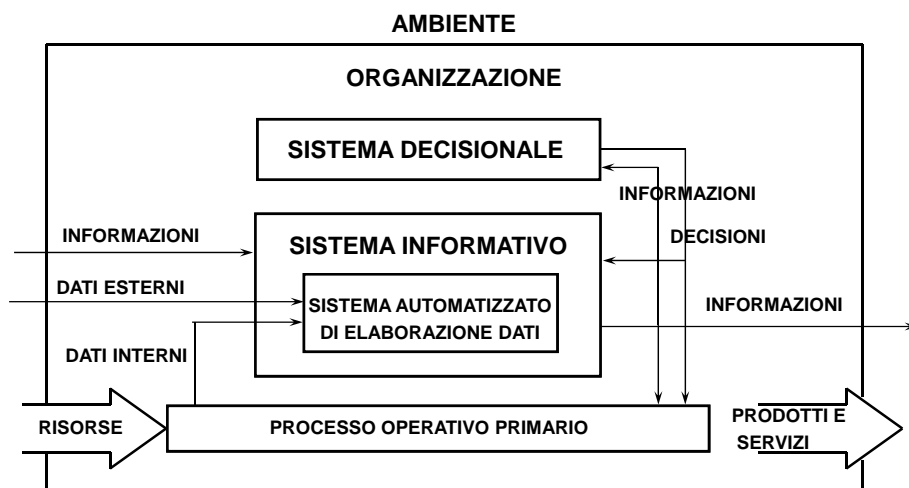 AMBIENTE
ORGANIZZAZIONE
SISTEMA DECISIONALE
INFORMAZIONI
INFORMAZIONI
SISTEMA INFORMATIVO
DECISIONI
DATI ESTERNI
SISTEMA AUTOMATIZZATO
DI ELABORAZIONE DATI
INFORMAZIONI
DATI INTERNI
RISORSE
PROCESSO OPERATIVO PRIMARIO
PRODOTTI E
SERVIZI